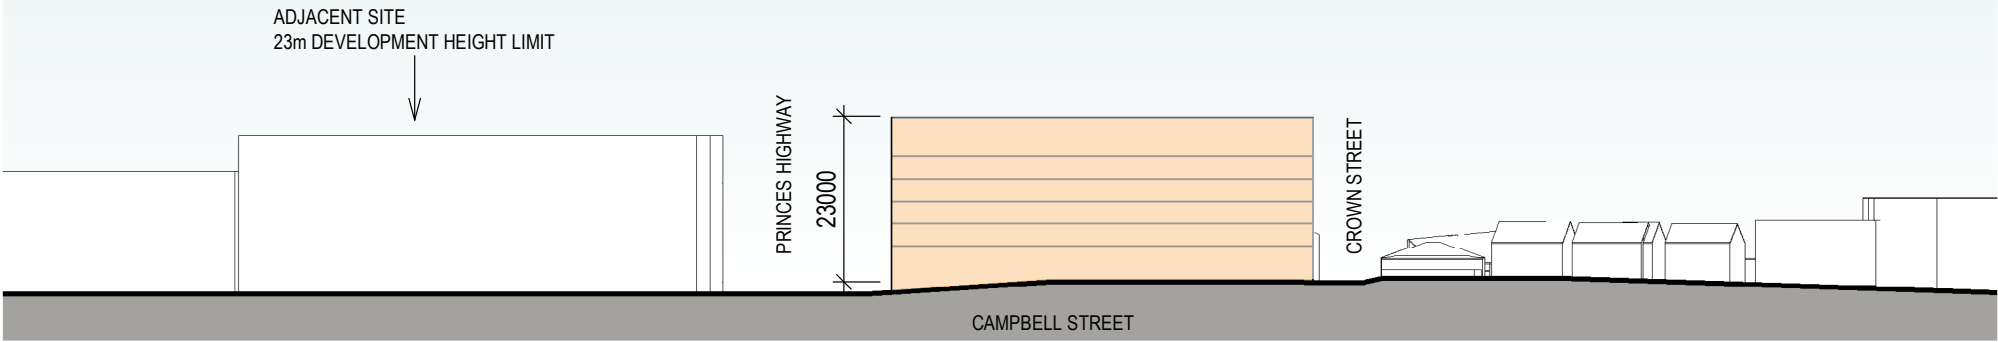 ADJACENT SITE
23m DEVELOPMENT HEIGHT LIMIT
PRINCES HIGHWAY
23000
CROWN STREET
CAMPBELL STREET